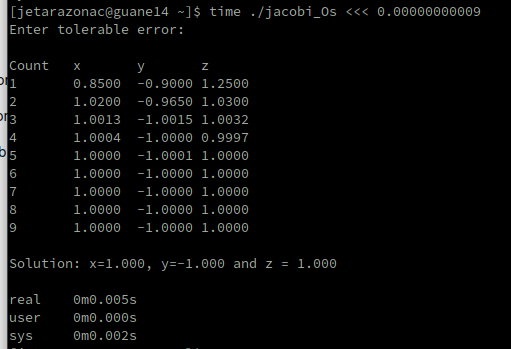 [jetarazonac@guane14 ~]$ time ./jacobi_Os <<< 0.00000000009
Enter tolerable error:
Count x y z
1 0.8500 -0.9000 1.2500
2 1.0200 -0.9650 1.0300
3 1.0013 -1.0015 1.0032
4 1.0004 -1.0000 0.9997
5 1.0000 -1.0001 1.0000
6 1.0000 -1.0000 1.0000
7 1.0000 -1.0000 1.0000
8 1.0000 -1.0000 1.0000
9 1.0000 -1.0000 1.0000
Solution: x=1.000, y=-1.000 and z = 1.000
real 0m0.005s
user 0m0.000s
sys 0m0.002s